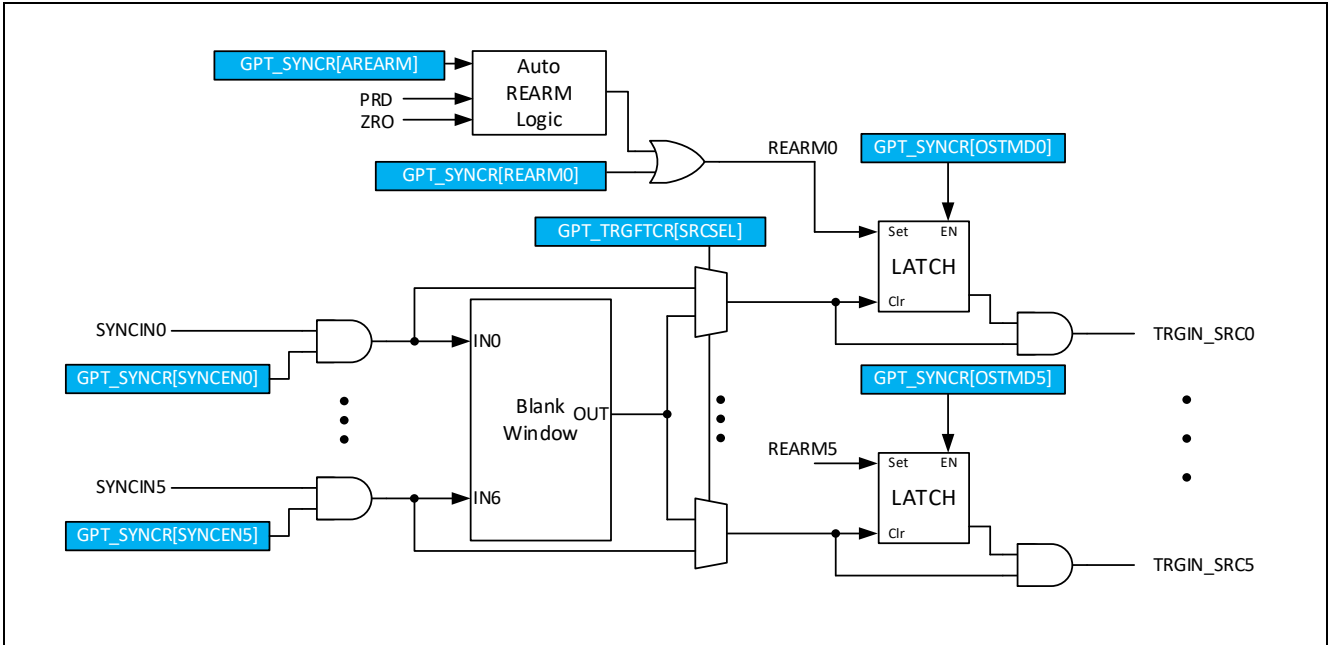 GPT_SYNCR[AREARM]
Auto
REARM
Logic
PRD
ZRO
GPT_SYNCR[REARM0]
REARM0
GPT_SYNCR[OSTMD0]
GPT_TRGFTCR[SRCSEL]
Set EN
LATCH
Clr
SYNCIN0
GPT_SYNCR[SYNCEN0]
IN0
TRGIN_SRC0
GPT_SYNCR[OSTMD5]
Blank
Window
OUT
REARM5
Set EN
LATCH
Clr
SYNCIN5
GPT_SYNCR[SYNCEN5]
IN6
TRGIN_SRC5